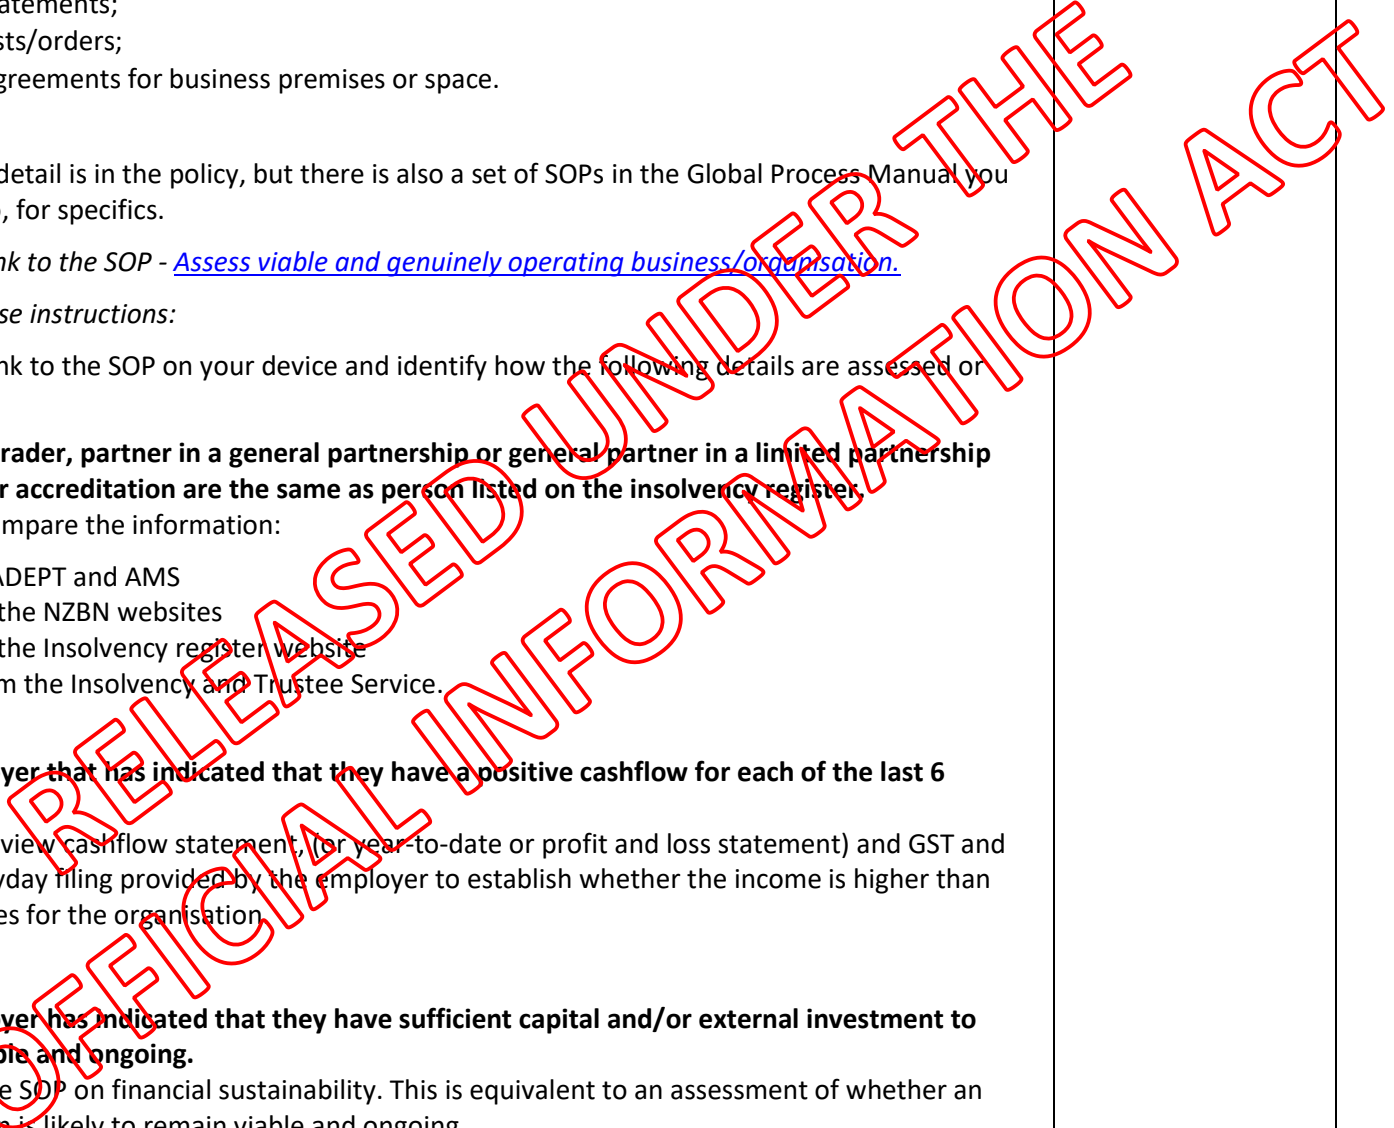 atements;
sts/orders;
greements for business premises or space.
detail is in the policy, but there is also a set of SOPs in the Global Process Manual you
, for specifics.
nk to the SOP - Assess viable and genuinely operating business/organisation.
se instructions:
nk to the SOP on your device and identify how the following details are assessed or
rader, partner in a general partnership or general partner in a limited partnership
r accreditation are the same as person listed on the insolvency register.
ompare the information:
ADEPT and AMS
the NZBN websites
the Insolvency register website
m the Insolvency and Trustee Service.
yer that has indicated that they have a positive cashflow for each of the last 6
view cashflow statement, (or year-to-date or profit and loss statement) and GST and
yday filing provided by the employer to establish whether the income is higher than
es for the organisation.
yer has indicated that they have sufficient capital and/or external investment to
ble and ongoing.
e SOP on financial sustainability. This is equivalent to an assessment of whether an
n is likely to remain viable and ongoing.
RELEASED UNDER THE
OFFICIAL INFORMATION ACT